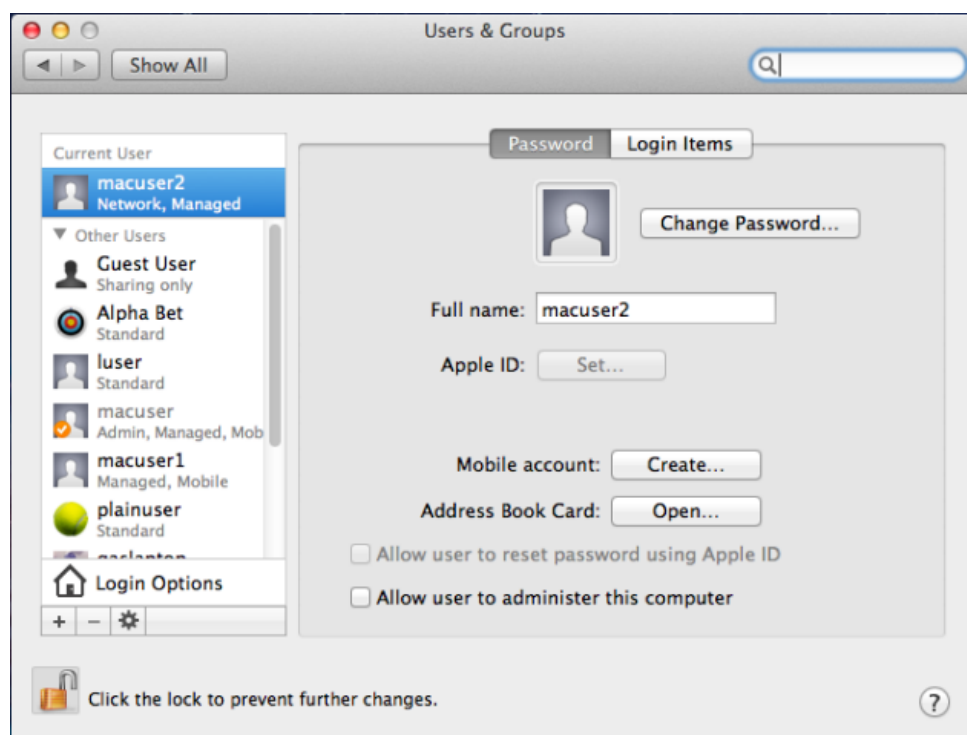 Users & Groups
Show All
Password
Login Items
Current User
macuser2
Network, Managed
Other Users
Guest User
Sharing only
Alpha Bet
Standard
luser
Standard
macuser
Admin, Managed, Mob
macuser1
Managed, Mobile
plainuser
Standard
Login Options
+ −
Change Password...
Full name: macuser2
Apple ID: Set...
Mobile account: Create...
Address Book Card: Open...
Allow user to reset password using Apple ID
Allow user to administer this computer
Click the lock to prevent further changes.
?